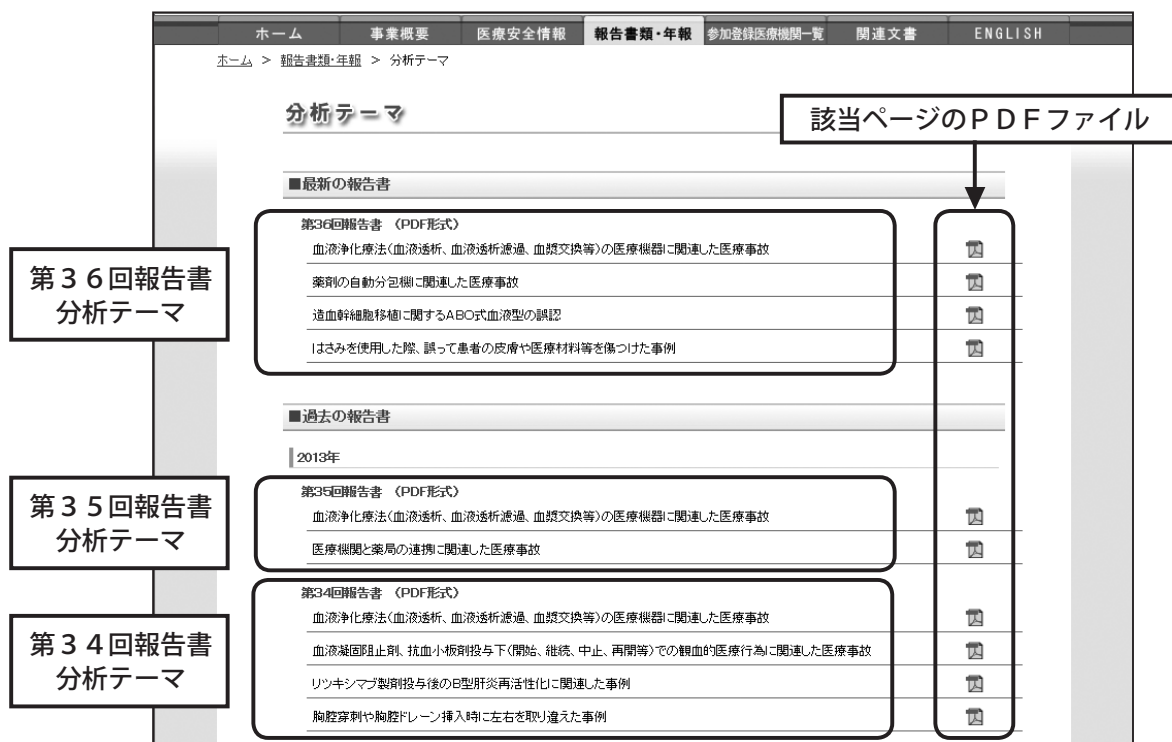 ホーム 事業概要 医療安全情報 報告書類・年報 参加登録医療機関一覧 関連文書 ENGLISH
ホーム > 報告書類・年報 > 分析テーマ
分析テーマ
該当ページのＰＤＦファイル
■最新の報告書
第36回報告書 （PDF形式）
血液浄化療法（血液透析、血液透析濾過、血漿交換等）の医療機器に関連した医療事故
薬剤の自動分包機に関連した医療事故
造血幹細胞移植に関するABO式血液型の誤認
はさみを使用した際、誤って患者の皮膚や医療材料等を傷つけた事例
第３６回報告書
分析テーマ
■過去の報告書
2013年
第35回報告書 （PDF形式）
血液浄化療法（血液透析、血液透析濾過、血漿交換等）の医療機器に関連した医療事故
医療機関と薬局の連携に関連した医療事故
第３５回報告書
分析テーマ
第34回報告書 （PDF形式）
血液浄化療法（血液透析、血液透析濾過、血漿交換等）の医療機器に関連した医療事故
血液凝固阻止剤、抗血小板剤投与下（開始、継続、中止、再開等）での観血的医療行為に関連した医療事故
リツキシマブ製剤投与後のB型肝炎再活性化に関連した事例
胸腔穿刺や胸腔ドレーン挿入時に左右を取り違えた事例
第３４回報告書
分析テーマ